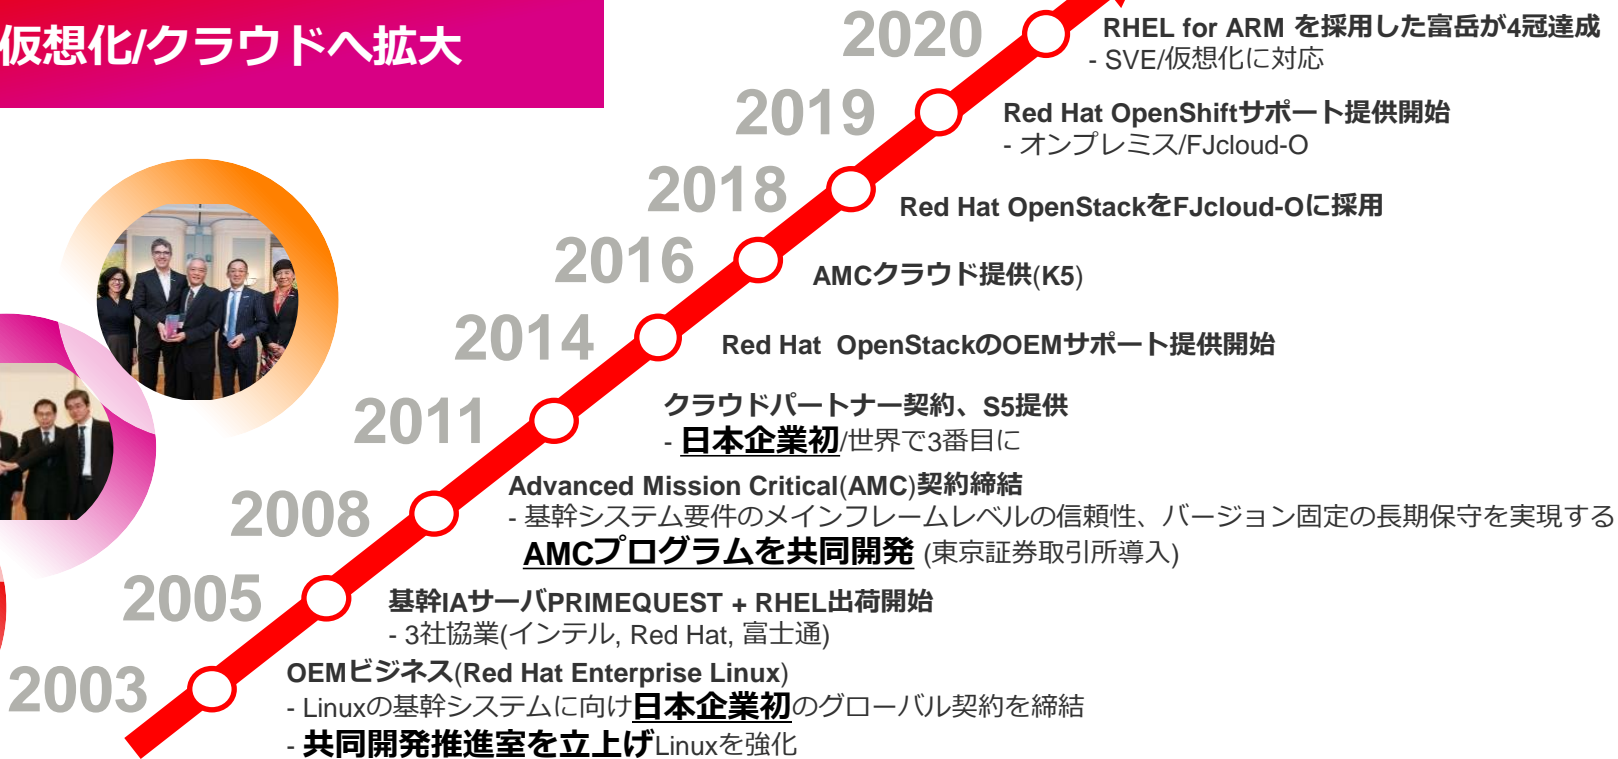 仮想化/クラウドへ拡大
2020
RHEL for ARM を採用した富岳が4冠達成
- SVE/仮想化に対応
2019
Red Hat OpenShiftサポート提供開始
- オンプレミス/FJcloud-O
2018
Red Hat OpenStackをFJcloud-Oに採用
2016
AMCクラウド提供(K5)
2014
Red Hat OpenStackのOEMサポート提供開始
2011
クラウドパートナー契約、S5提供
- 日本企業初/世界で3番目に
2008
Advanced Mission Critical(AMC)契約締結
- 基幹システム要件のメインフレームレベルの信頼性、バージョン固定の長期保守を実現する
AMCプログラムを共同開発 (東京証券取引所導入)
2005
基幹IAサーバPRIMEQUEST + RHEL出荷開始
- 3社協業(インテル, Red Hat, 富士通)
2003
OEMビジネス(Red Hat Enterprise Linux)
- Linuxの基幹システムに向け日本企業初のグローバル契約を締結
- 共同開発推進室を立上げLinuxを強化